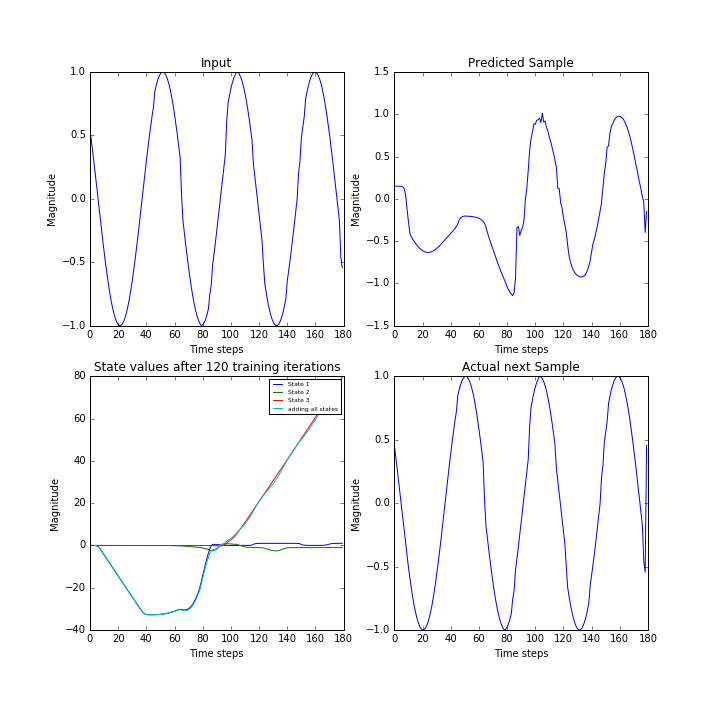 Input
Magnitude
1.0
0.5
0.0
−0.5
−1.0
0 20 40 60 80 100 120 140 160 180
Time steps
Predicted Sample
Magnitude
1.5
1.0
0.5
0.0
−0.5
−1.0
−1.5
0 20 40 60 80 100 120 140 160 180
Time steps
State values after 120 training iterations
Magnitude
80
60
40
20
0
−20
−40
0 20 40 60 80 100 120 140 160 180
Time steps
State 1
State 2
State 3
adding all states
Actual next Sample
Magnitude
1.0
0.5
0.0
−0.5
−1.0
0 20 40 60 80 100 120 140 160 180
Time steps